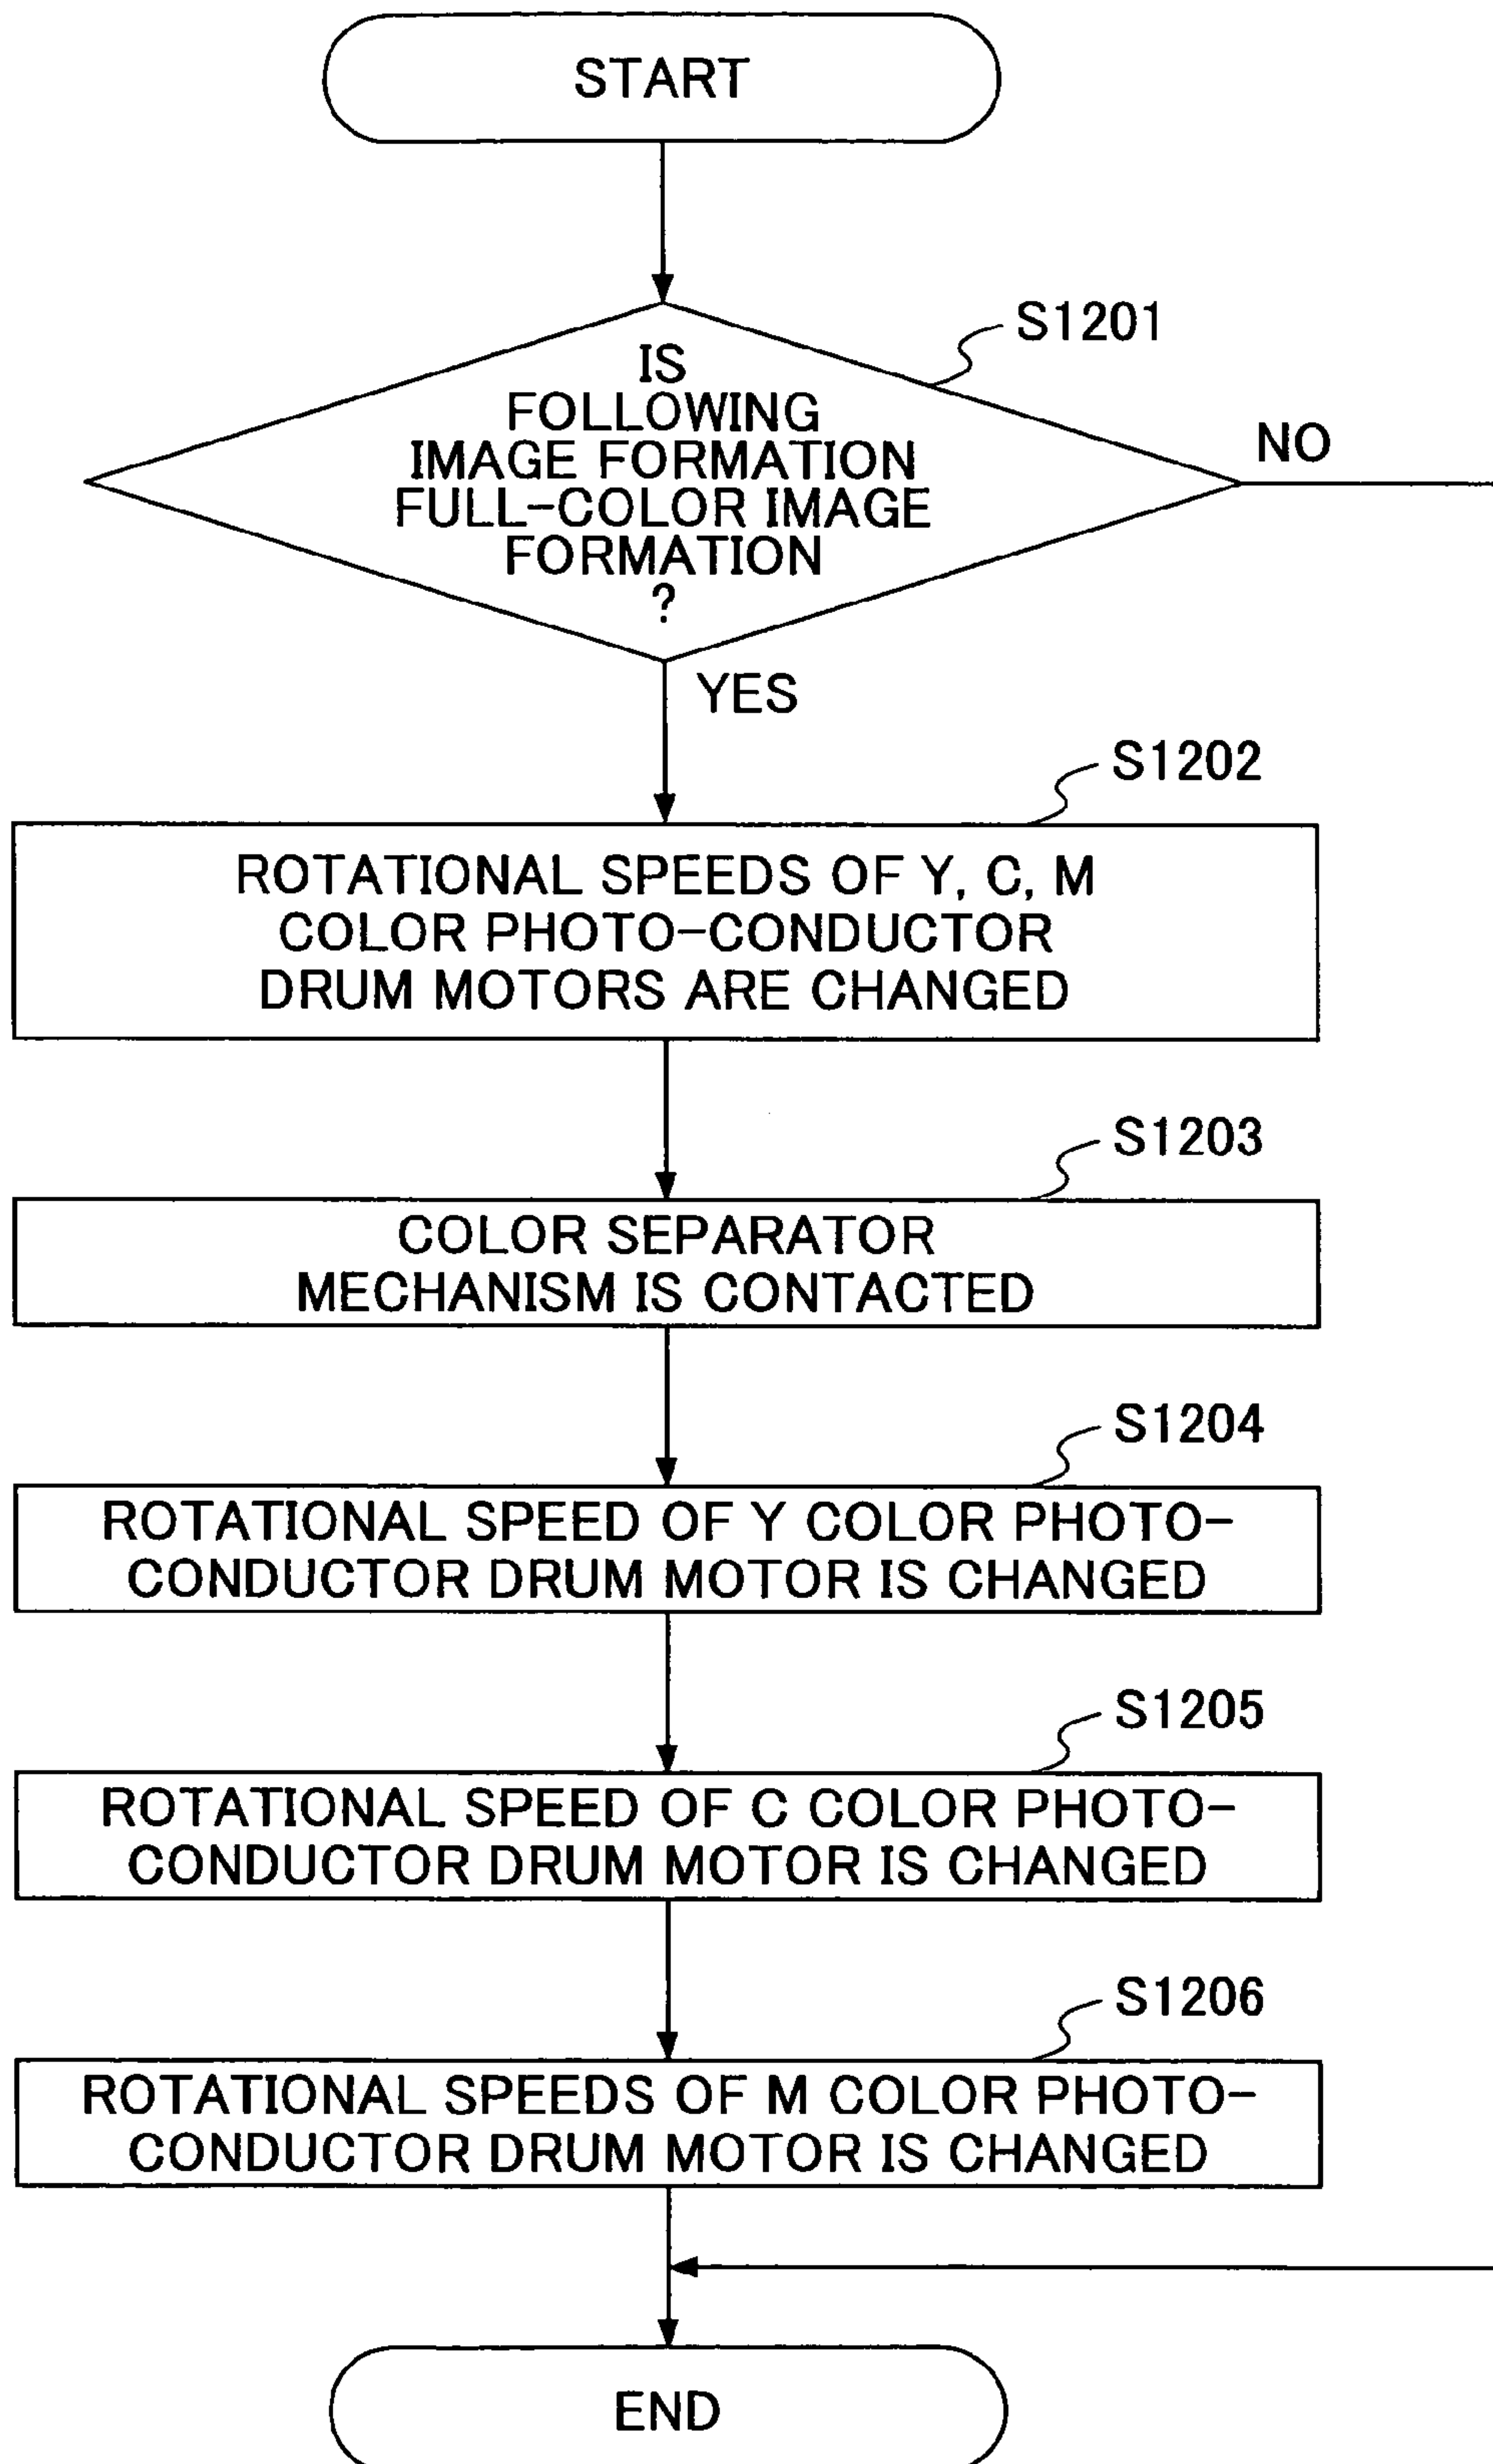 START
S1201
IS
FOLLOWING
IMAGE FORMATION
FULL-COLOR IMAGE
FORMATION
?
NO
YES
S1202
ROTATIONAL SPEEDS OF Y, C, M
COLOR PHOTO-CONDUCTOR
DRUM MOTORS ARE CHANGED
S1203
COLOR SEPARATOR
MECHANISM IS CONTACTED
S1204
ROTATIONAL SPEED OF Y COLOR PHOTO-
CONDUCTOR DRUM MOTOR IS CHANGED
S1205
ROTATIONAL SPEED OF C COLOR PHOTO-
CONDUCTOR DRUM MOTOR IS CHANGED
S1206
ROTATIONAL SPEEDS OF M COLOR PHOTO-
CONDUCTOR DRUM MOTOR IS CHANGED
END